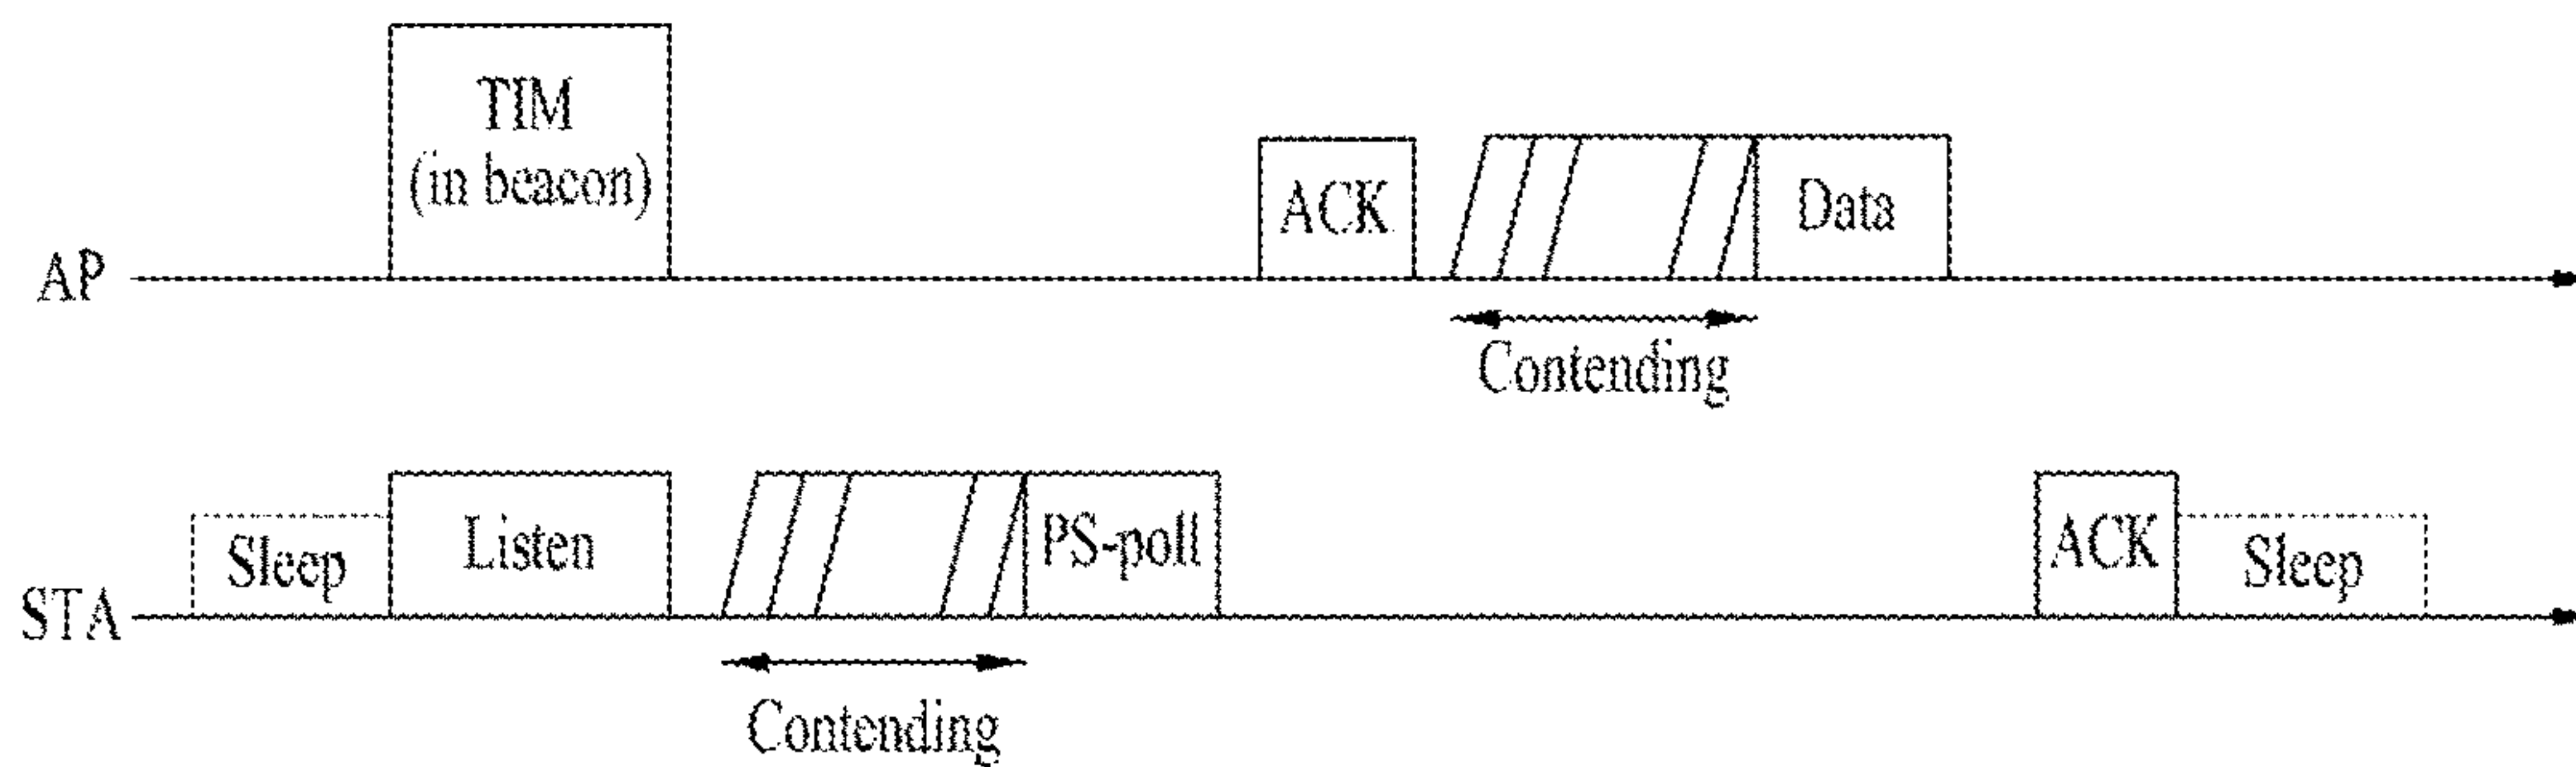 TIM
(in beacon)
AP
ACK
Data
Contending
STA
Sleep
Listen
PS-poll
ACK
Sleep
Contending